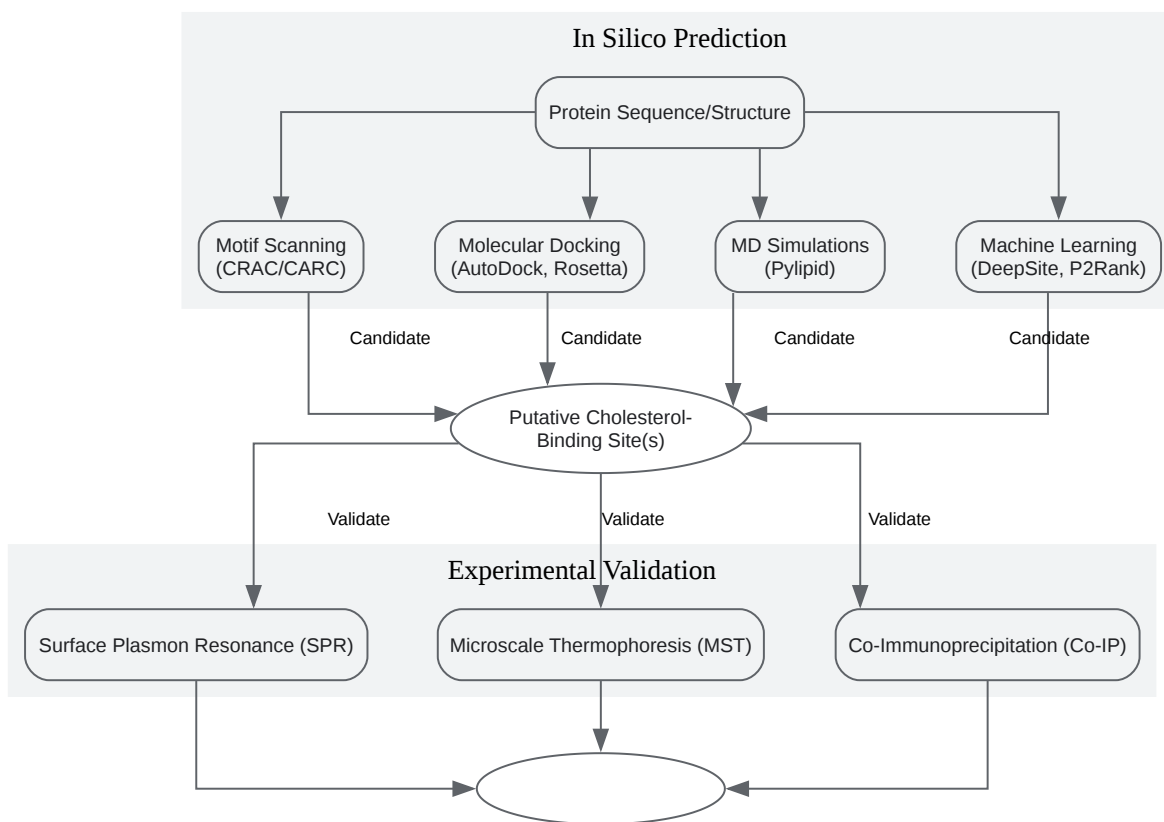 In Silico Prediction
Protein Sequence/Structure
Motif Scanning
(CRAC/CARC)
Molecular Docking
(AutoDock, Rosetta)
MD Simulations
(Pylipid)
Machine Learning
(DeepSite, P2Rank)
Candidate
Candidate
Candidate
Candidate
Putative Cholesterol-
Binding Site(s)
Validate
Validate
Validate
Experimental Validation
Surface Plasmon Resonance (SPR)
Microscale Thermophoresis (MST)
Co-Immunoprecipitation (Co-IP)